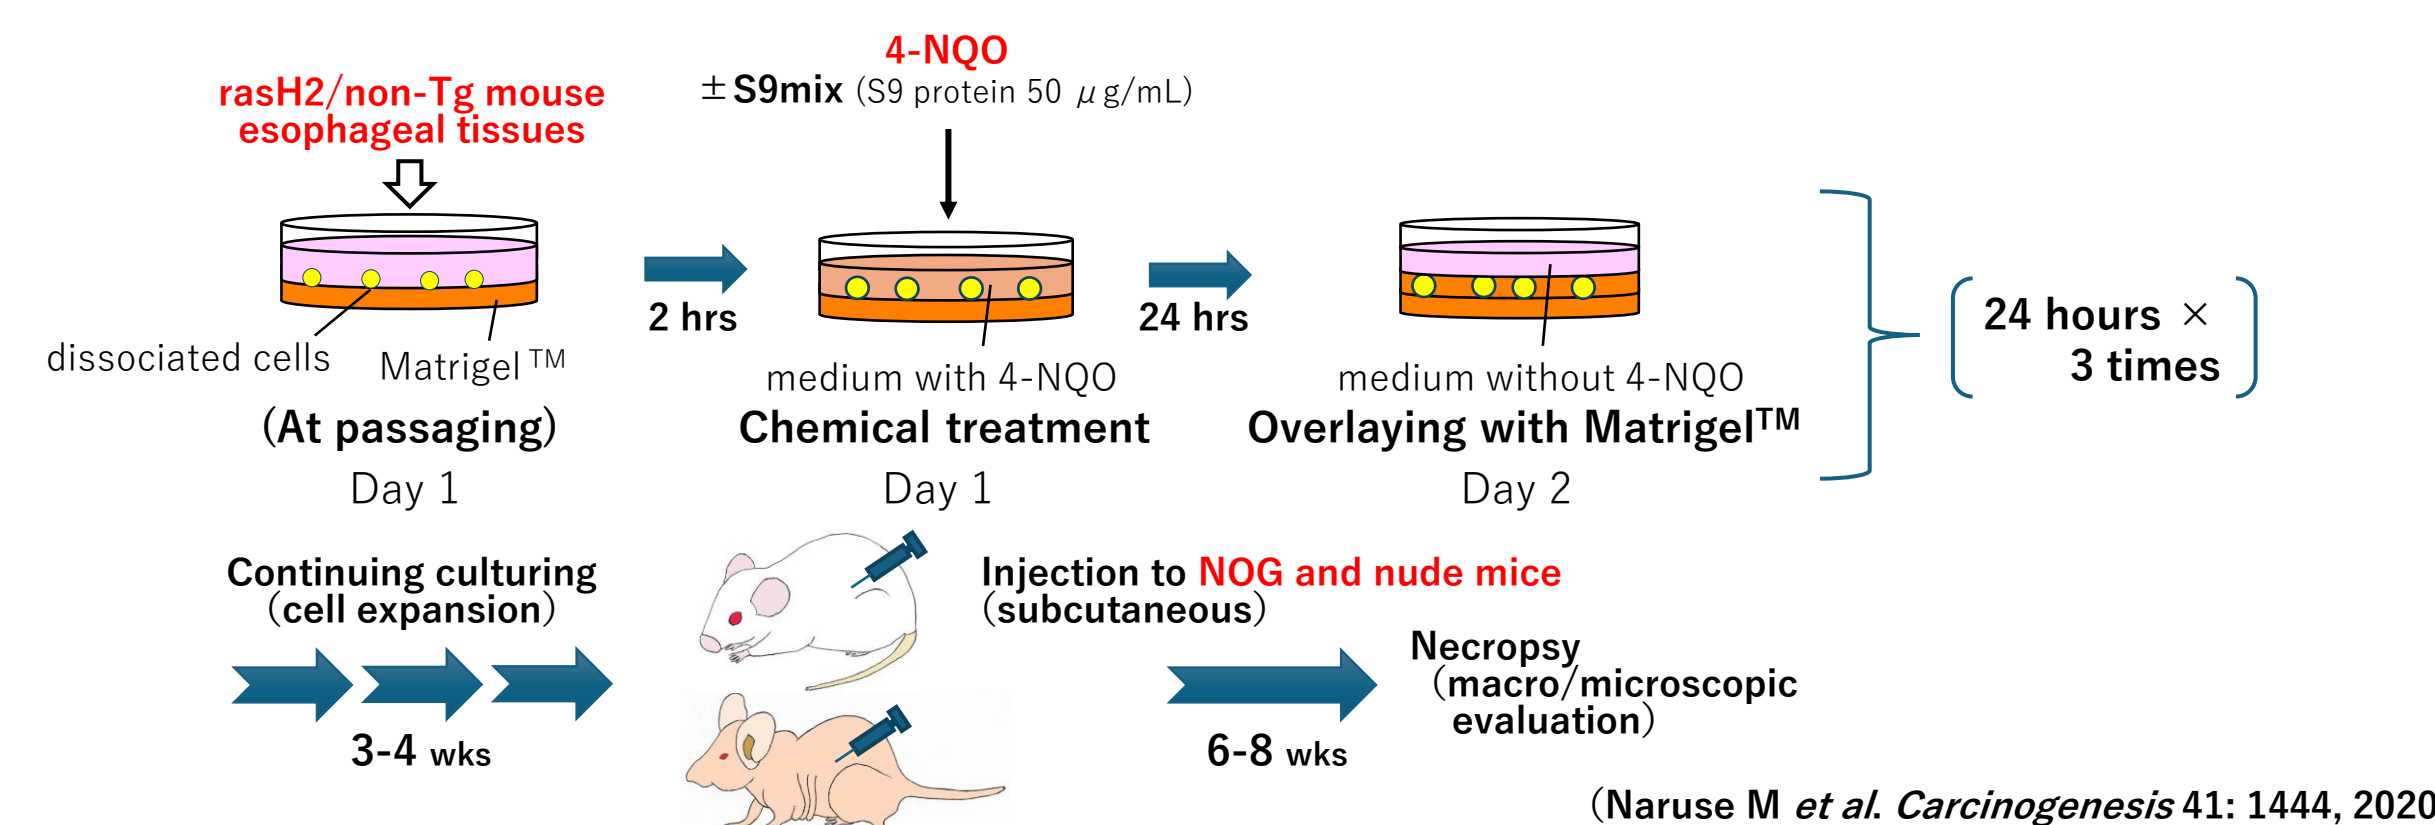 4-NQO
±S9mix (S9 protein 50 μg/mL)
rasH2/non-Tg mouse
esophageal tissues
2 hrs
24 hrs
dissociated cells
Matrigel™
medium with 4-NQO
medium without 4-NQO
24 hours ×
3 times
(At passaging)
Chemical treatment
Overlaying with Matrigel™
Day 1
Day 1
Day 2
Continuing culturing
(cell expansion)
3-4 wks
Injection to NOG and nude mice
(subcutaneous)
6-8 wks
Necropsy
(macro/microscopic
evaluation)
(Naruse M et al. Carcinogenesis 41: 1444, 2020